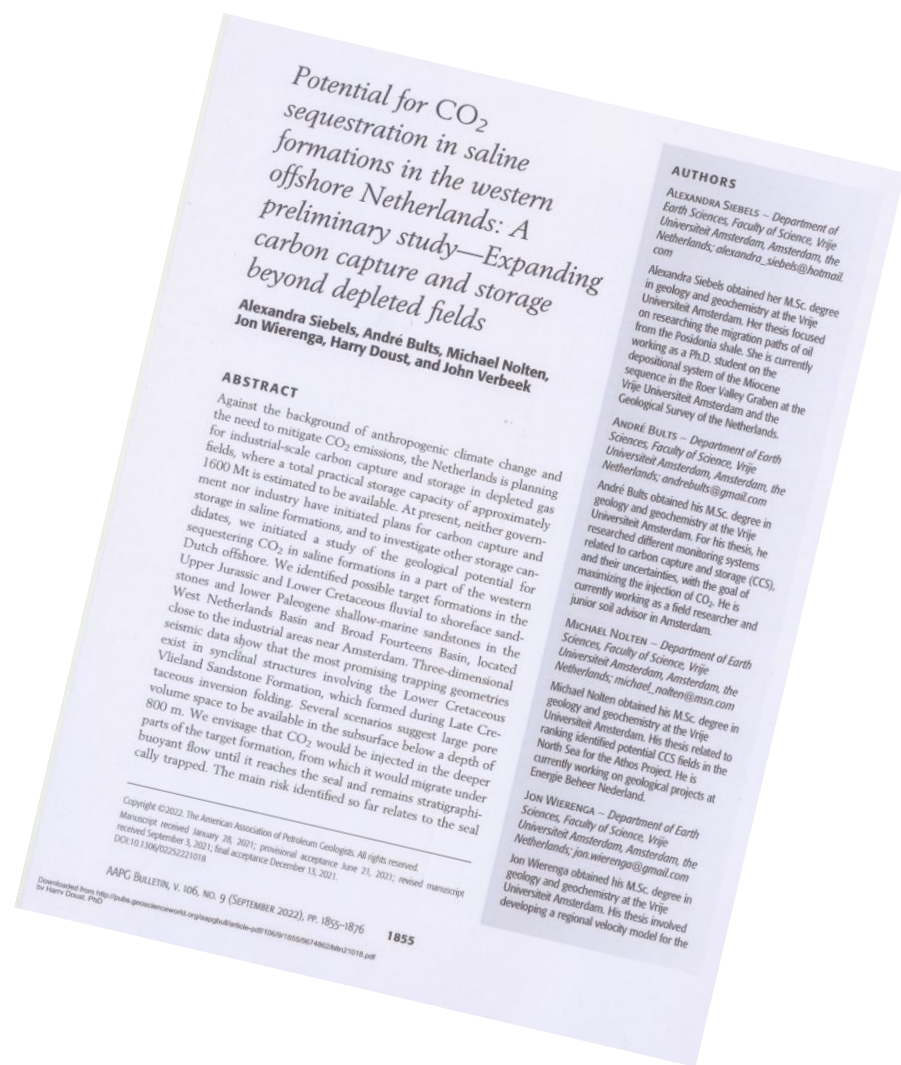 Potential for CO2
sequestration in saline
formations in the western
offshore Netherlands: A
preliminary study—Expanding
carbon capture and storage
beyond depleted fields
Alexandra Siebels, André Bults, Michael Nolten,
Jon Wierenga, Harry Doust, and John Verbeek
ABSTRACT
Against the background of anthropogenic climate change and
the need to mitigate CO2 emissions, the Netherlands is planning
for industrial-scale carbon capture and storage in depleted gas
fields, where a total practical storage capacity of approximately
1600 Mt is estimated to be available. At present, neither govern-
ment nor industry have initiated plans for carbon capture and
storage in saline formations, and to investigate other storage can-
didates, we initiated a study of the geological potential for
sequestering CO2 in saline formations in a part of the western
Dutch offshore. We identified possible target formations in the
Upper Jurassic and Lower Cretaceous fluvial to shoreface sand-
stones and lower Paleogene shallow-marine sandstones in the
West Netherlands Basin and Broad Fourteens Basin, located
close to the industrial areas near Amsterdam. Three-dimensional
seismic data show that the most promising trapping geometries
exist in synclinal structures involving the Lower Cretaceous
Vlieland Sandstone Formation, which formed during Late Cre-
taceous inversion folding. Several scenarios suggest large pore
volume space to be available in the subsurface below a depth of
800 m. We envisage that CO2 would be injected in the deeper
parts of the target formation, from which it would migrate under
buoyant flow until it reaches the seal and remains stratigraphi-
cally trapped. The main risk identified so far relates to the seal
Copyright ©2022. The American Association of Petroleum Geologists. All rights reserved.
Manuscript received January 28, 2021; provisional acceptance June 21, 2021; revised manuscript
received September 3, 2021; final acceptance December 13, 2021.
DOI:10.1306/02252221018
AAPG BULLETIN, V. 106, NO. 9 (SEPTEMBER 2022), PP. 1855–1876
1855
Downloaded from http://pubs.geoscienceworld.org/aapgbull/article-pdf/106/9/1855/5674862/bltn21018.pdf
by Harry Doust, PhD
AUTHORS
ALEXANDRA SIEBELS ~ Department of
Earth Sciences, Faculty of Science, Vrije
Universiteit Amsterdam, Amsterdam, the
Netherlands; alexandra_siebels@hotmail.
com
Alexandra Siebels obtained her M.Sc. degree
in geology and geochemistry at the Vrije
Universiteit Amsterdam. Her thesis focused
on researching the migration paths of oil
from the Posidonia shale. She is currently
working as a Ph.D. student on the
depositional system of the Miocene
sequence in the Roer Valley Graben at the
Vrije Universiteit Amsterdam and the
Geological Survey of the Netherlands.
ANDRÉ BULTS ~ Department of Earth
Sciences, Faculty of Science, Vrije
Universiteit Amsterdam, Amsterdam, the
Netherlands; andrebults@gmail.com
André Bults obtained his M.Sc. degree in
geology and geochemistry at the Vrije
Universiteit Amsterdam. For his thesis, he
researched different monitoring systems
related to carbon capture and storage (CCS),
and their uncertainties, with the goal of
maximizing the injection of CO2. He is
currently working as a field researcher and
junior soil advisor in Amsterdam.
MICHAEL NOLTEN ~ Department of Earth
Sciences, Faculty of Science, Vrije
Universiteit Amsterdam, Amsterdam, the
Netherlands; michael_nolten@msn.com
Michael Nolten obtained his M.Sc. degree in
geology and geochemistry at the Vrije
Universiteit Amsterdam. His thesis related to
ranking identified potential CCS fields in the
North Sea for the Athos Project. He is
currently working on geological projects at
Energie Beheer Nederland.
JON WIERENGA ~ Department of Earth
Sciences, Faculty of Science, Vrije
Universiteit Amsterdam, Amsterdam, the
Netherlands; jon.wierenga@gmail.com
Jon Wierenga obtained his M.Sc. degree in
geology and geochemistry at the Vrije
Universiteit Amsterdam. His thesis involved
developing a regional velocity model for the